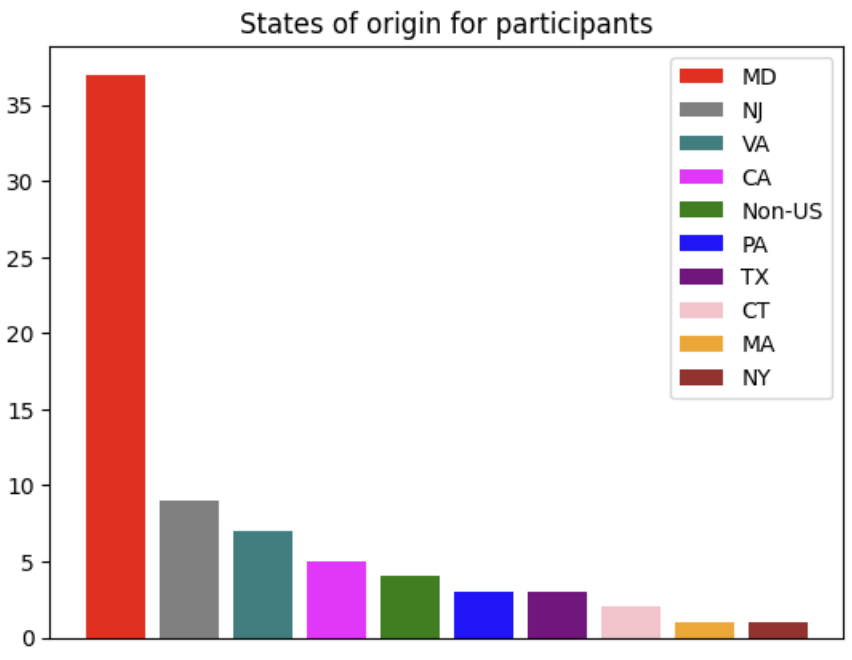 States of origin for participants
35
30
25
20
15
10
5
0
MD
NJ
VA
CA
Non-US
PA
TX
CT
MA
NY